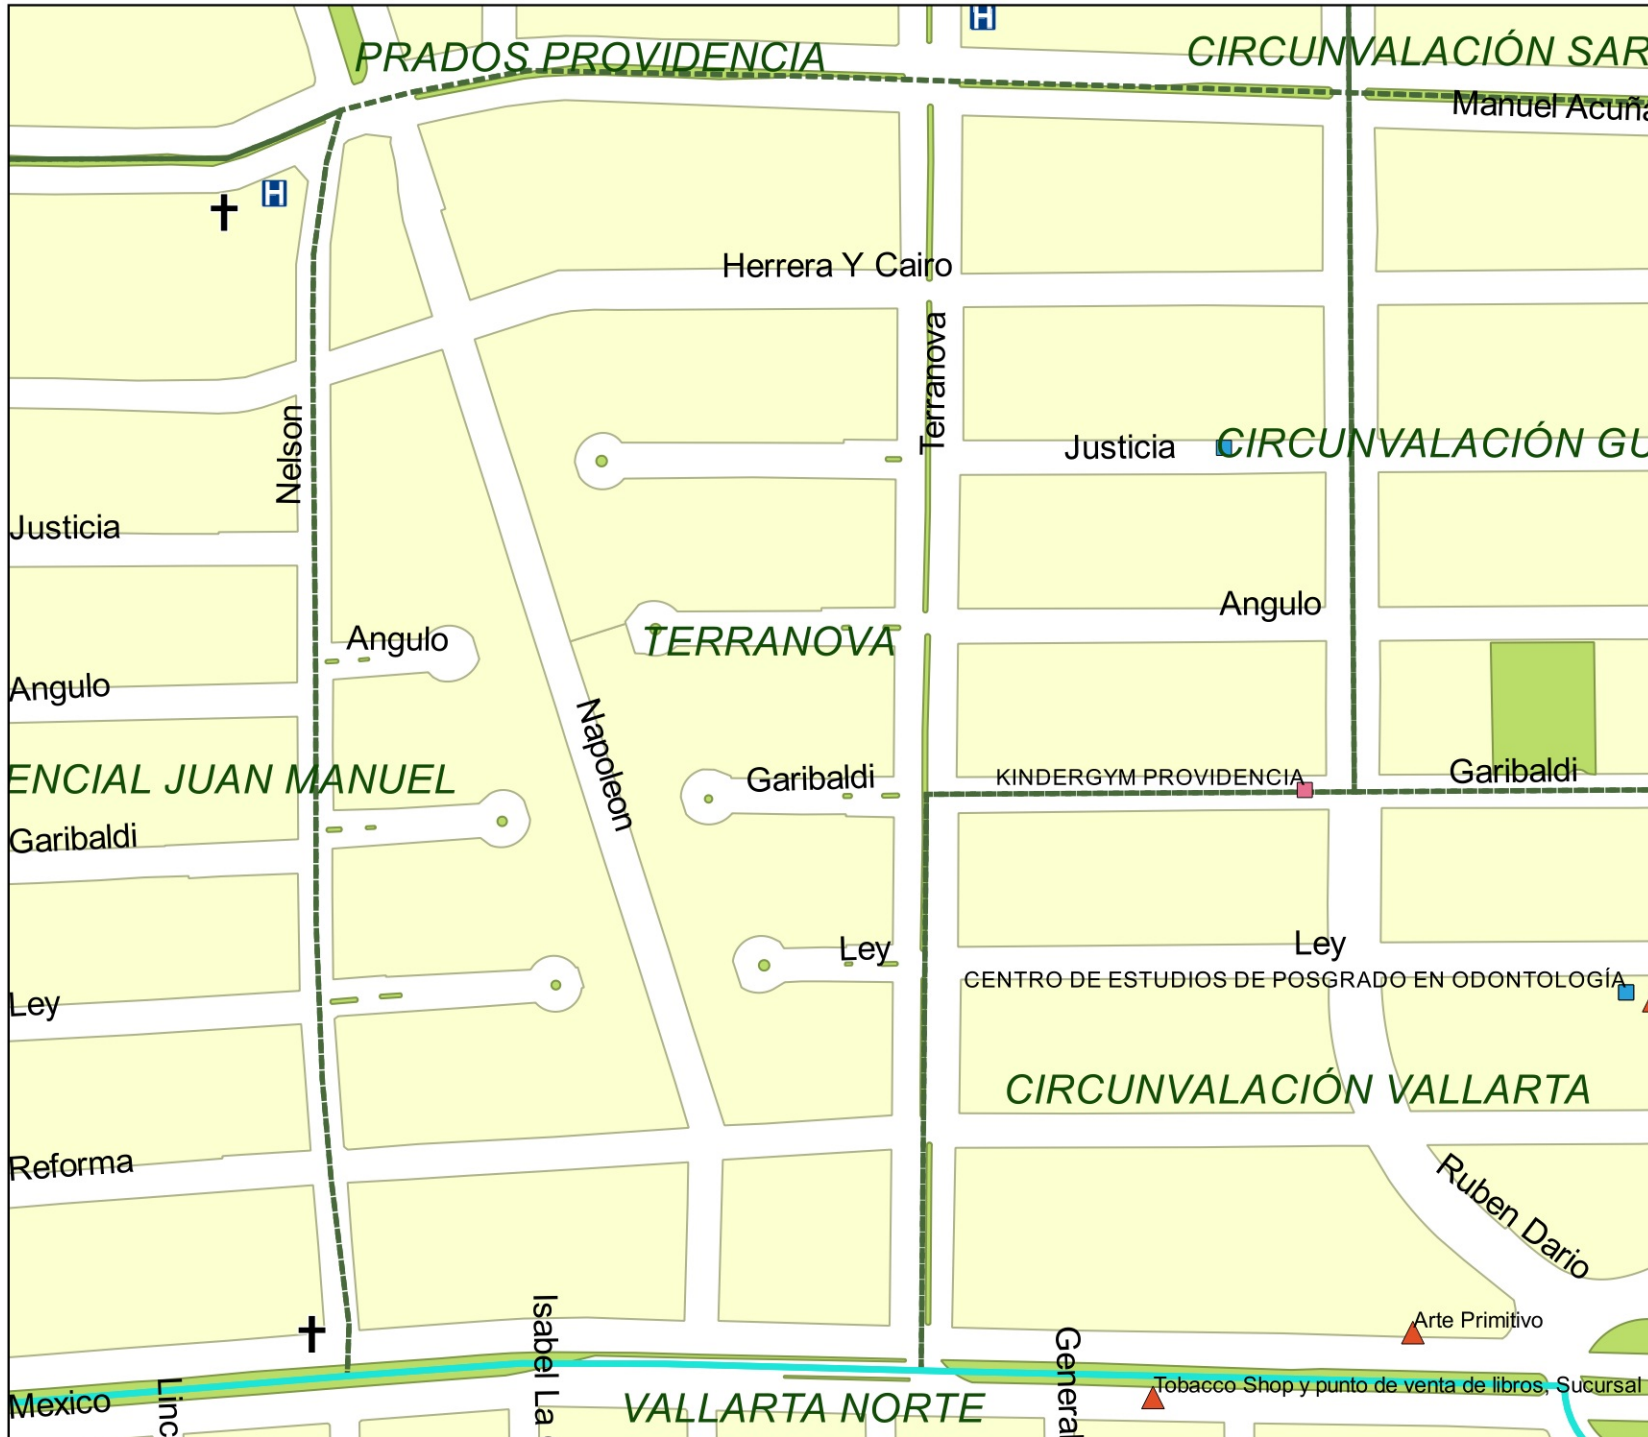 PRADOS PROVIDENCIA
CIRCUNVALACIÓN SAR
Manuel Acuña
H
H
Herrera Y Cairo
Terranova
Nelson
Justicia
CIRCUNVALACIÓN GU
Justicia
Angulo
Angulo
TERRANOVA
Angulo
Napoleon
ENCIAL JUAN MANUEL
Garibaldi
KINDERGYM PROVIDENCIA
Garibaldi
Garibaldi
Ley
Ley
CENTRO DE ESTUDIOS DE POSGRADO EN ODONTOLOGÍA
Ley
CIRCUNVALACIÓN VALLARTA
Reforma
Ruben Dario
Isabel La
Arte Primitivo
General
Tobacco Shop y punto de venta de libros, Sucursal
Mexico
Linc
VALLARTA NORTE